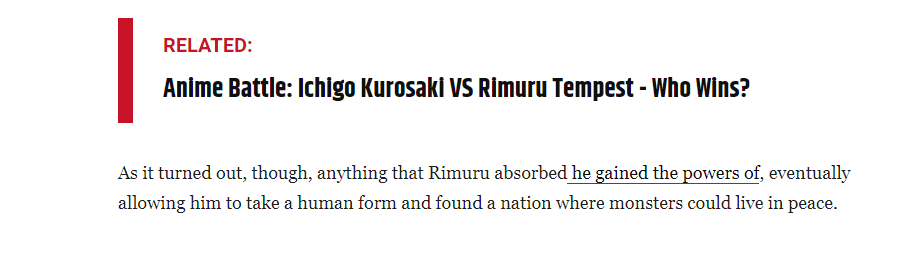 RELATED:
Anime Battle: Ichigo Kurosaki VS Rimuru Tempest - Who Wins?
As it turned out, though, anything that Rimuru absorbed he gained the powers of, eventually
allowing him to take a human form and found a nation where monsters could live in peace.